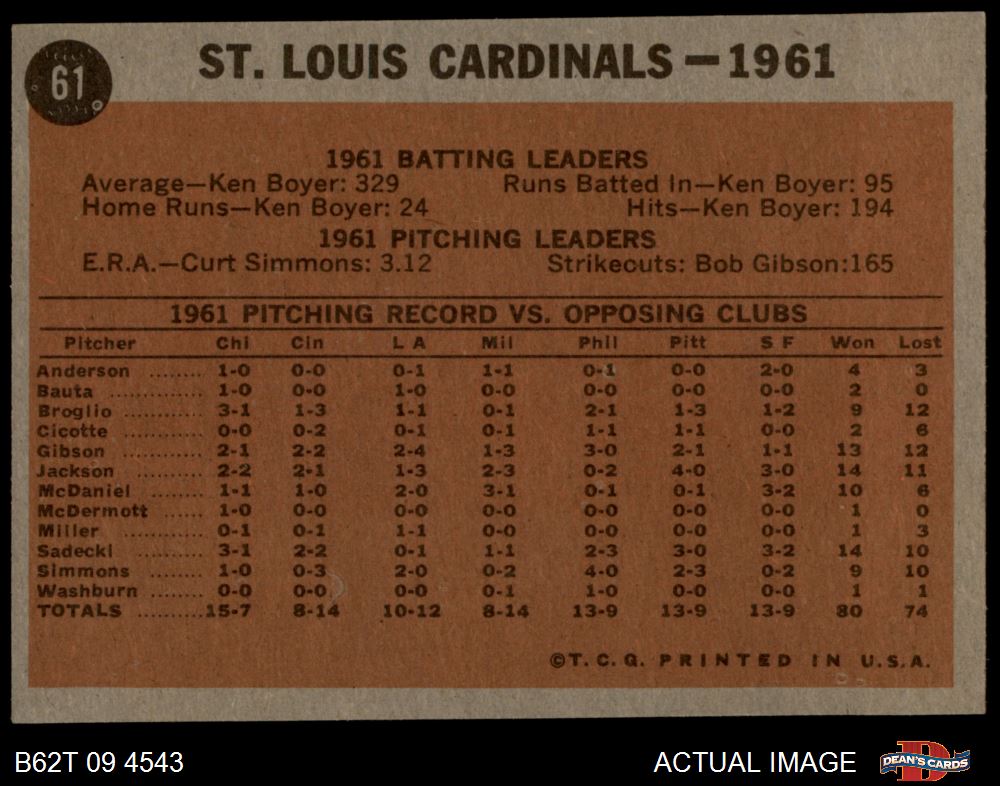 61
ST. LOUIS CARDINALS—1961
1961 BATTING LEADERS
Average—Ken Boyer: 329 Runs Batted In—Ken Boyer: 95
Home Runs—Ken Boyer: 24 Hits—Ken Boyer: 194
1961 PITCHING LEADERS
E.R.A.—Curt Simmons: 3.12 Strikecuts: Bob Gibson:165
1961 PITCHING RECORD VS. OPPOSING CLUBS
Pitcher Chi Cin L A Mil Phil Pitt S F Won Lost
Anderson ........ 1-0 0-0 0-1 1-1 0-1 0-0 2-0 4 3
Bauta .............. 1-0 0-0 1-0 0-0 0-0 0-0 0-0 2 0
Broglio ............ 3-1 1-3 1-1 0-1 2-1 1-3 1-2 9 12
Cicotte ............ 0-0 0-2 0-1 0-1 1-1 1-1 0-0 2 6
Gibson ............ 2-1 2-2 2-4 1-3 3-0 2-1 1-1 13 12
Jackson .......... 2-2 2-1 1-3 2-3 0-2 4-0 3-0 14 11
McDaniel ........ 1-1 1-0 2-0 3-1 0-1 0-1 3-2 10 6
McDermott ...... 1-0 0-0 0-0 0-0 0-0 0-0 0-0 1 0
Miller .............. 0-1 0-1 1-1 0-0 0-0 0-0 0-0 1 3
Sadecki .......... 3-1 2-2 0-1 1-1 2-3 3-0 3-2 14 10
Simmons ........ 1-0 0-3 2-0 0-2 4-0 2-3 0-2 9 10
Washburn ........ 0-0 0-0 0-0 0-1 1-0 0-0 0-0 1 1
TOTALS ..........15-7 8-14 10-12 8-14 13-9 13-9 13-9 80 74
©T. C. G. PRINTED IN U.S.A.
B62T 09 4543 ACTUAL IMAGE
D
DEAN'S CARDS